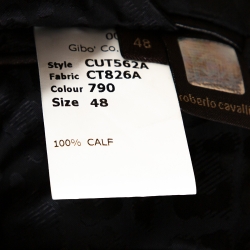 Gibo' Co.
48
Style CUT562A
Fabric CT826A
Colour 790
Size 48
roberto cavalli
100% CALF